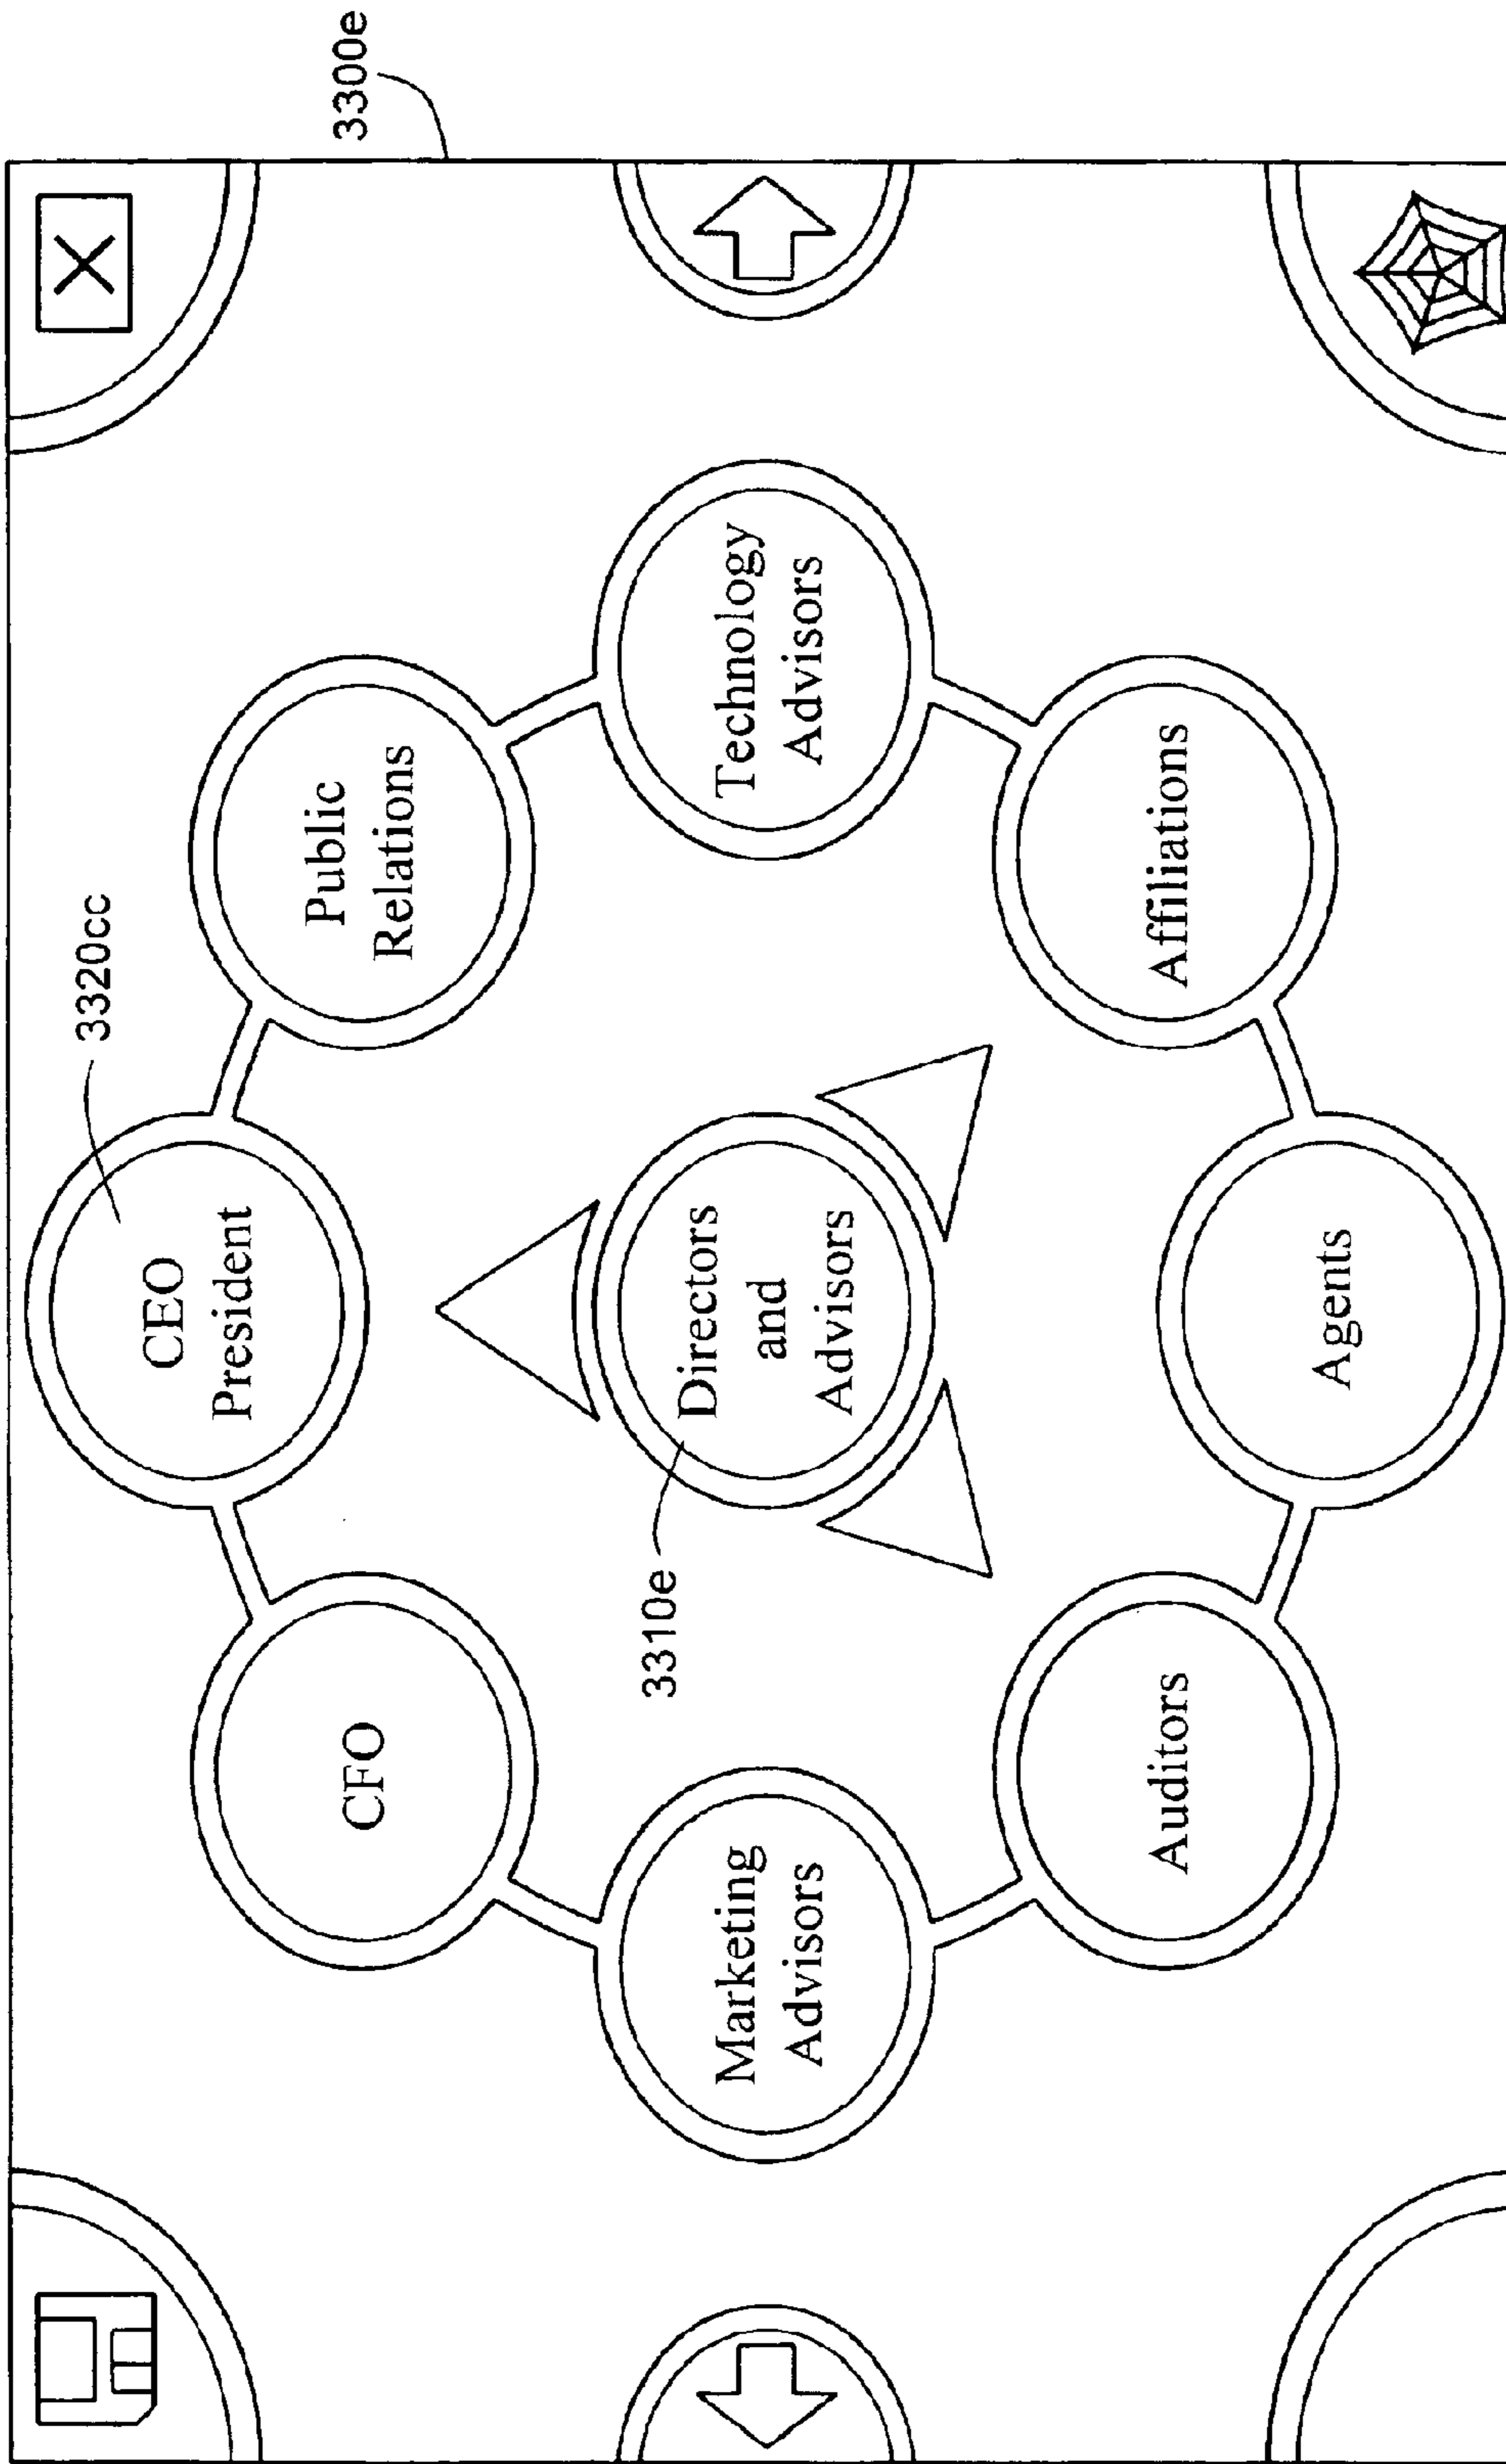 3320cc
CEO
President
3300e
CFO
Public
Relations
3310e
Marketing
Advisors
Directors
and
Advisors
Technology
Advisors
Auditors
Affiliations
Agents